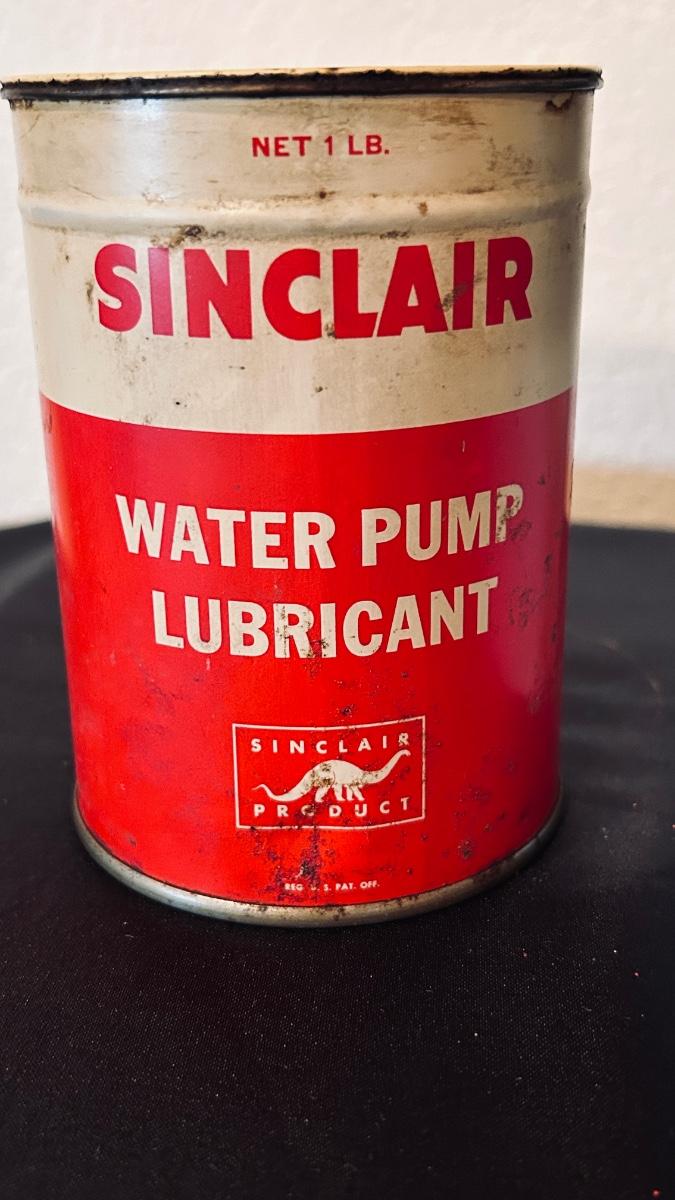 NET 1 LB.
SINCLAIR
WATER PUMP
LUBRICANT
SINCLAIR
PRODUCT
REG. U. S. PAT. OFF.